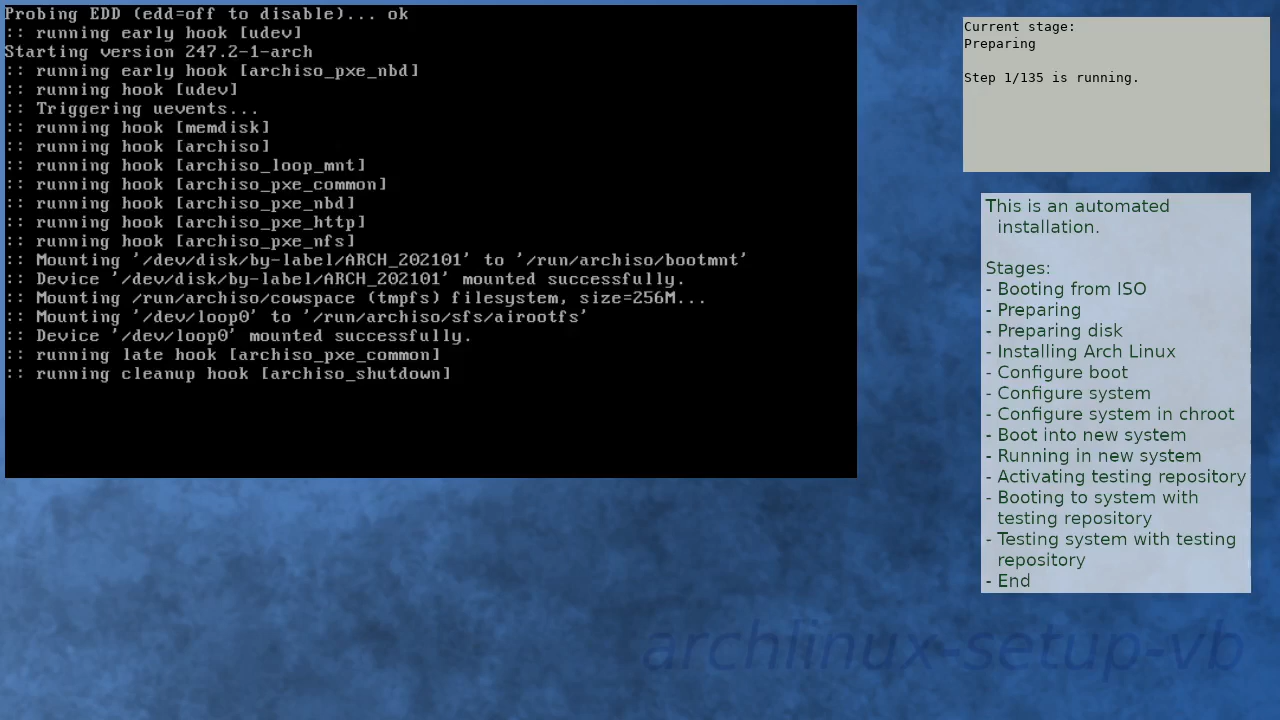 Probing EDD (edd=off to disable)... ok
:: running early hook [udev]
Starting version 247.2-1-arch
:: running early hook [archiso_pxe_nbd]
:: running hook [udev]
:: Triggering uevents...
:: running hook [memdisk]
:: running hook [archiso]
:: running hook [archiso_loop_mnt]
:: running hook [archiso_pxe_common]
:: running hook [archiso_pxe_nbd]
:: running hook [archiso_pxe_http]
:: running hook [archiso_pxe_nfs]
:: Mounting '/dev/disk/by-label/ARCH_202101' to '/run/archiso/bootmnt'
:: Device '/dev/disk/by-label/ARCH_202101' mounted successfully.
:: Mounting /run/archiso/cowspace (tmpfs) filesystem, size=256M...
:: Mounting '/dev/loop0' to '/run/archiso/sfs/airootfs'
:: Device '/dev/loop0' mounted successfully.
:: running late hook [archiso_pxe_common]
:: running cleanup hook [archiso_shutdown]
Current stage:
Preparing
Step 1/135 is running.
This is an automated
installation.
Stages:
- Booting from ISO
- Preparing
- Preparing disk
- Installing Arch Linux
- Configure boot
- Configure system
- Configure system in chroot
- Boot into new system
- Running in new system
- Activating testing repository
- Booting to system with
testing repository
- Testing system with testing
repository
- End
archlinux-setup-vb